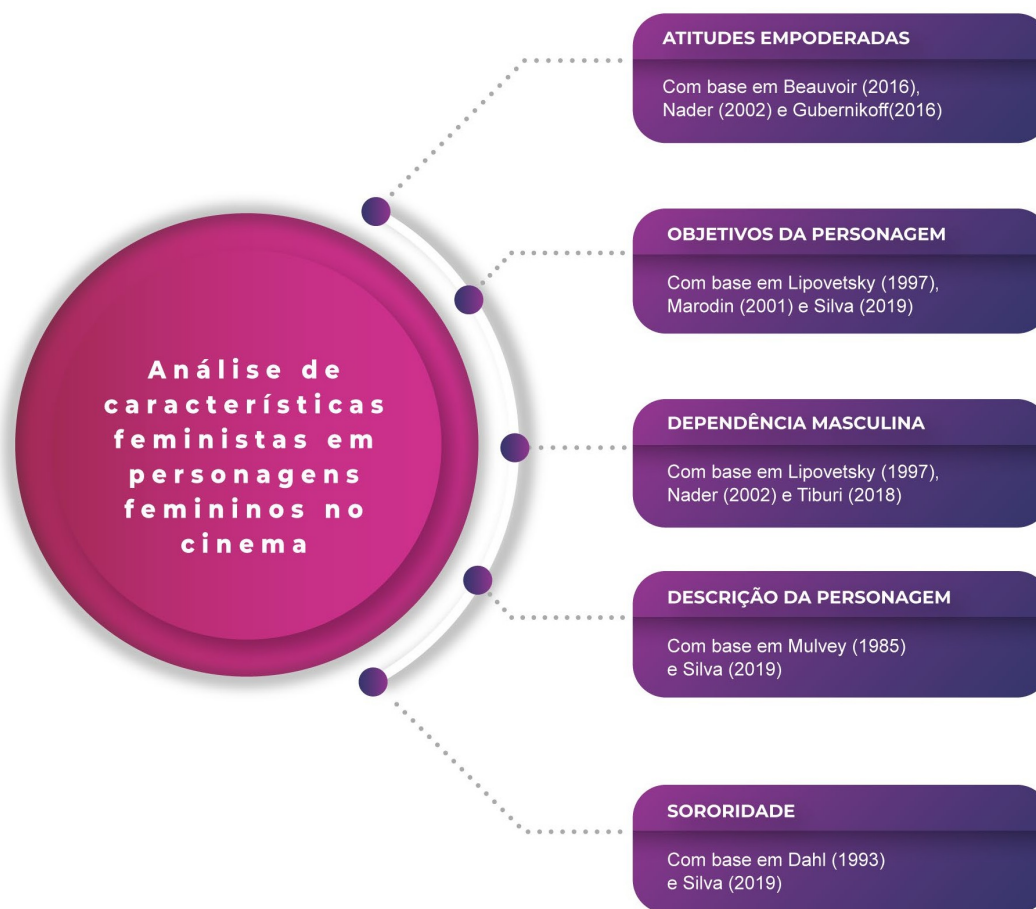 Análise de
características
feministas em
personagens
femininos no
cinema
ATITUDES EMPODERADAS
Com base em Beauvoir (2016),
Nader (2002) e Gubernikoff(2016)
OBJETIVOS DA PERSONAGEM
Com base em Lipovetsky (1997),
Marodin (2001) e Silva (2019)
DEPENDÊNCIA MASCULINA
Com base em Lipovetsky (1997),
Nader (2002) e Tiburi (2018)
DESCRIÇÃO DA PERSONAGEM
Com base em Mulvey (1985)
e Silva (2019)
SORORIDADE
Com base em Dahl (1993)
e Silva (2019)